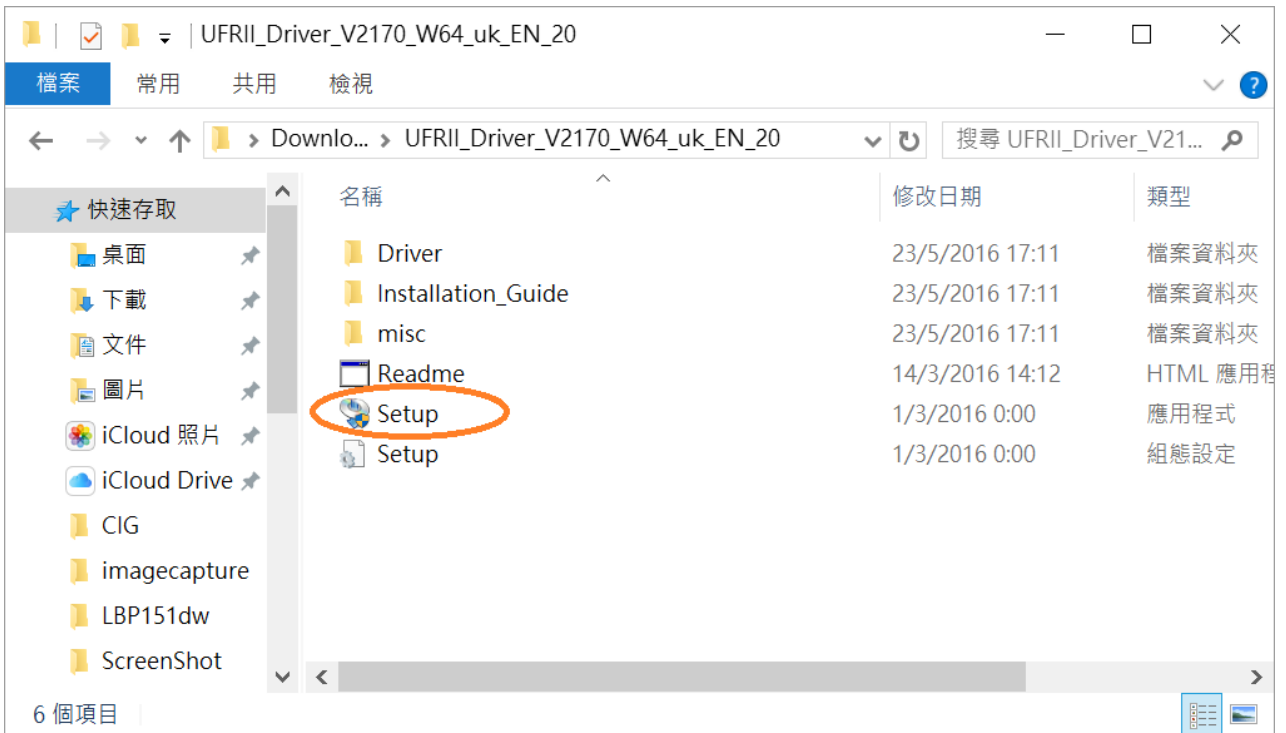 UFRII_Driver_V2170_W64_uk_EN_20
檔案 常用 共用 檢視
Downlo... UFRII_Driver_V2170_W64_uk_EN_20 搜尋 UFRII_Driver_V21...
快速存取
桌面
下載
文件
圖片
iCloud 照片
iCloud Drive
CIG
imagecapture
LBP151dw
ScreenShot
名稱 修改日期 類型
Driver 23/5/2016 17:11 檔案資料夾
Installation_Guide 23/5/2016 17:11 檔案資料夾
misc 23/5/2016 17:11 檔案資料夾
Readme 14/3/2016 14:12 HTML 應用程
Setup 1/3/2016 0:00 應用程式
Setup 1/3/2016 0:00 組態設定
6 個項目